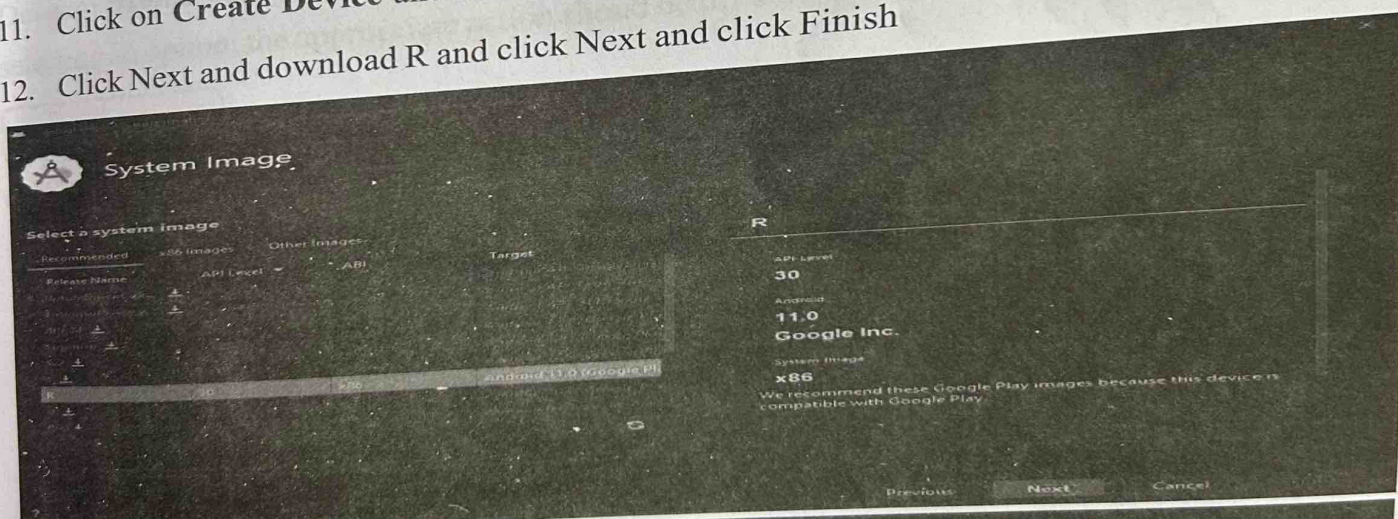 11. Click on Create
12. Click Next and download R and click Next and click Finish
System Image
Select a system image
Recommended x86 Images Other Images
Release Name API Level ABI Target
R 30 x86 Android 11.0 (Google Pl
R
API Level
30
Android
11.0
Google Inc.
System Image
x86
We recommend these Google Play images because this device is
compatible with Google Play
Previous Next Cancel